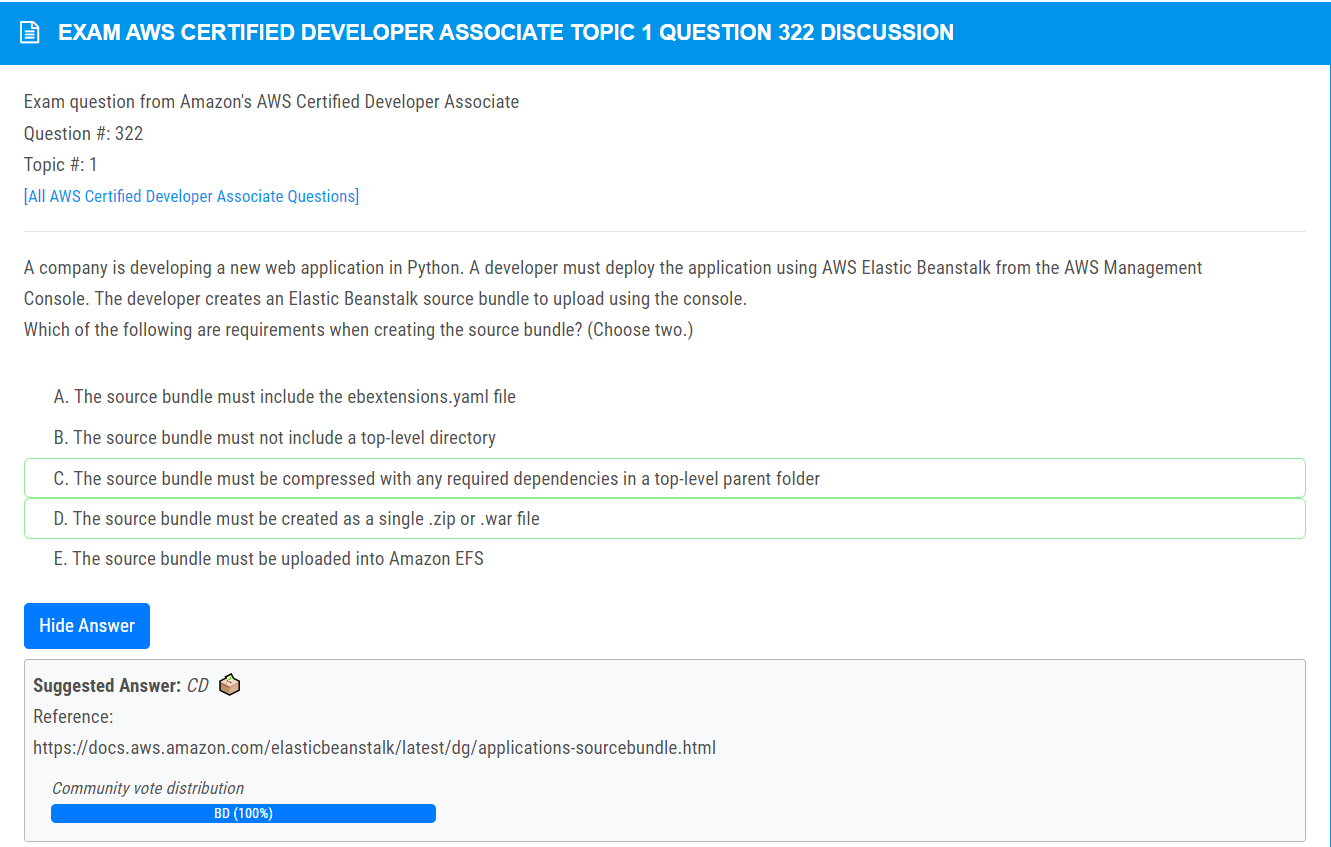 EXAM AWS CERTIFIED DEVELOPER ASSOCIATE TOPIC 1 QUESTION 322 DISCUSSION
Exam question from Amazon's AWS Certified Developer Associate
Question #: 322
Topic #: 1
[All AWS Certified Developer Associate Questions]
A company is developing a new web application in Python. A developer must deploy the application using AWS Elastic Beanstalk from the AWS Management
Console. The developer creates an Elastic Beanstalk source bundle to upload using the console.
Which of the following are requirements when creating the source bundle? (Choose two.)
A. The source bundle must include the ebextensions.yaml file
B. The source bundle must not include a top-level directory
C. The source bundle must be compressed with any required dependencies in a top-level parent folder
D. The source bundle must be created as a single .zip or .war file
E. The source bundle must be uploaded into Amazon EFS
Hide Answer
Suggested Answer: CD
Reference:
https://docs.aws.amazon.com/elasticbeanstalk/latest/dg/applications-sourcebundle.html
Community vote distribution
BD (100%)